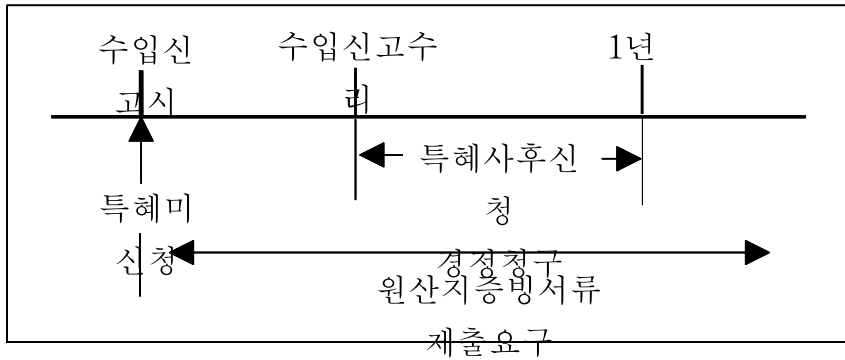 수입신
고시
수입신고수
리
1년
특혜사후신
청
특혜미
신청
경정청구
원산지증빙서류
제출요구